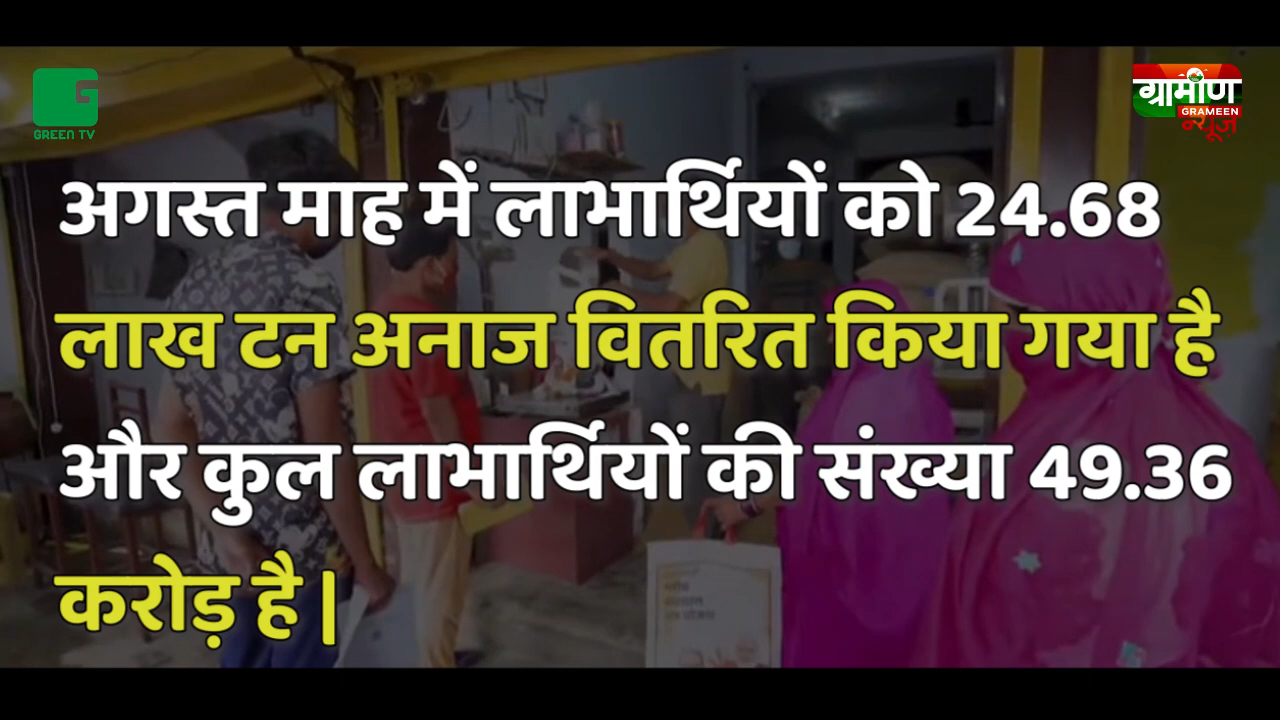 GREEN TV
ग्रामीण
GRAMEEN
न्यूज़
अगस्त माह में लाभार्थियों को 24.68
लाख टन अनाज वितरित किया गया है
और कुल लाभार्थियों की संख्या 49.36
करोड़ है |